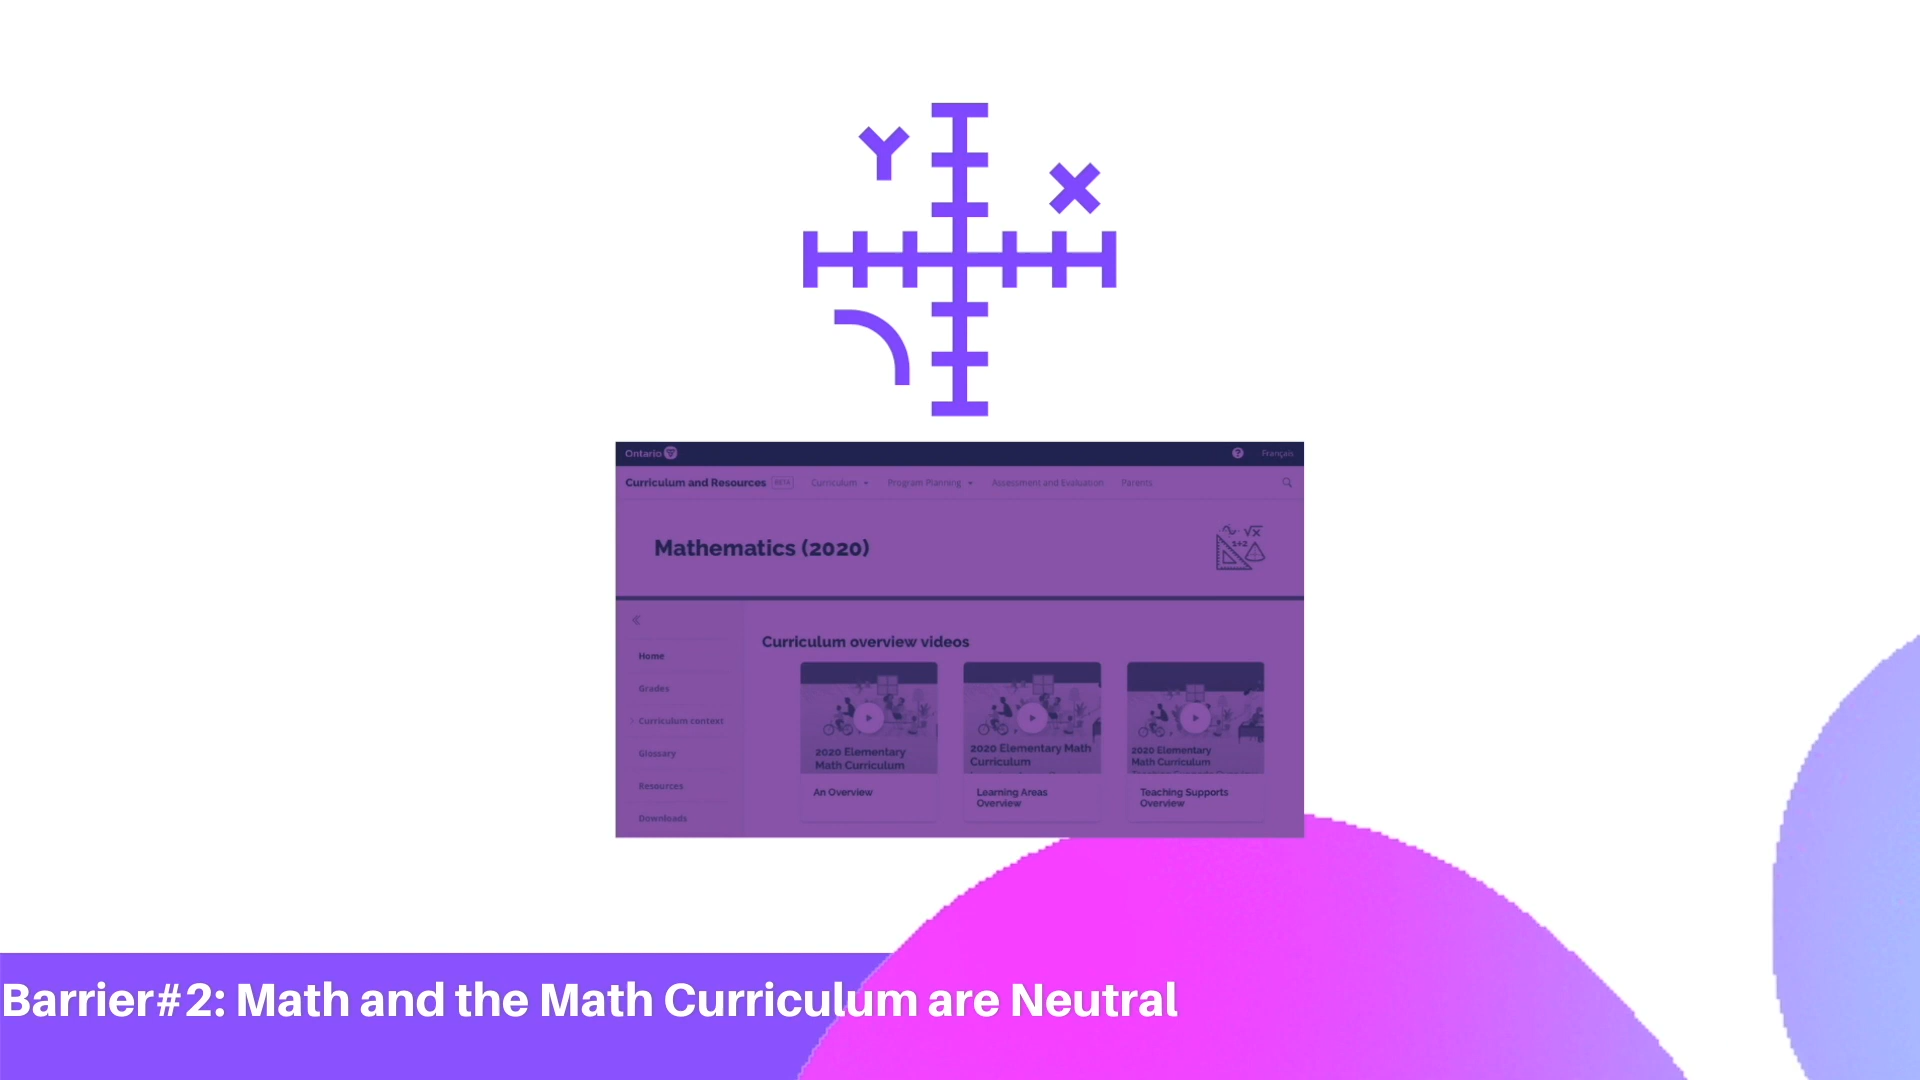 Y
X
Ontario
Français
Curriculum and Resources BETA Curriculum Program Planning Assessment and Evaluation Parents
Mathematics (2020)
√x
1÷2
Home
Grades
Curriculum context
Glossary
Resources
Downloads
Curriculum overview videos
2020 Elementary
Math Curriculum
An Overview
2020 Elementary Math
Curriculum
Learning Areas
Overview
2020 Elementary
Math Curriculum
Teaching Supports
Overview
Barrier#2: Math and the Math Curriculum are Neutral